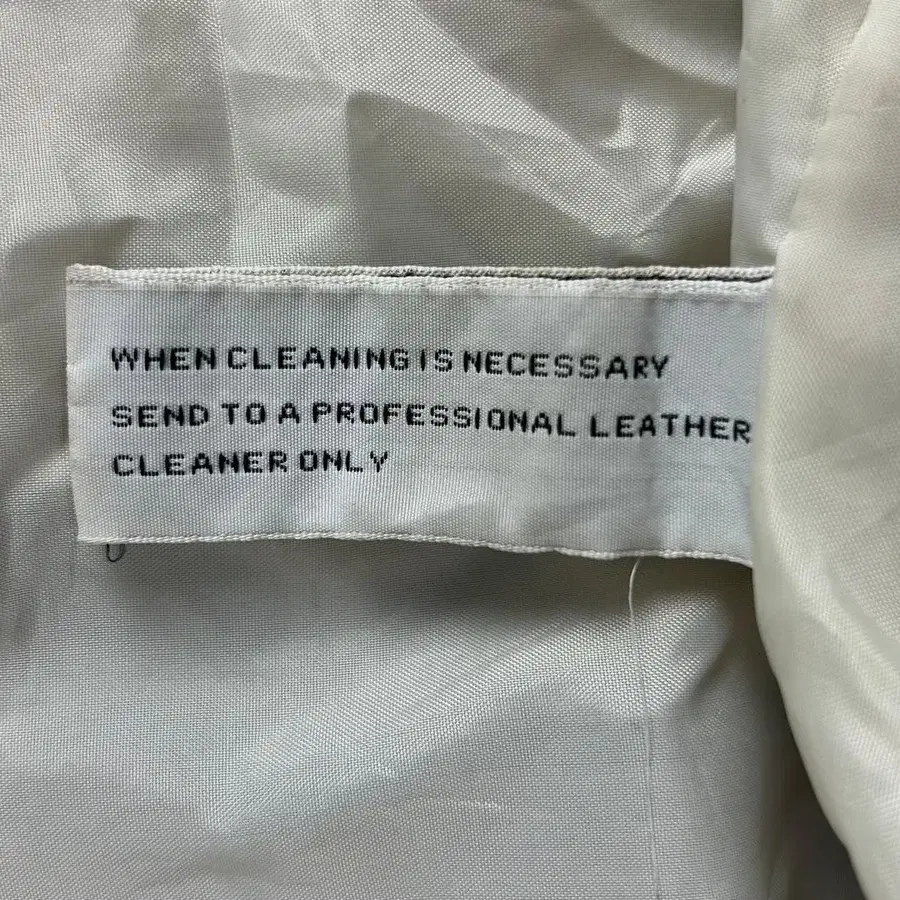 WHEN CLEANING IS NECESSARY
SEND TO A PROFESSIONAL LEATHER
CLEANER ONLY